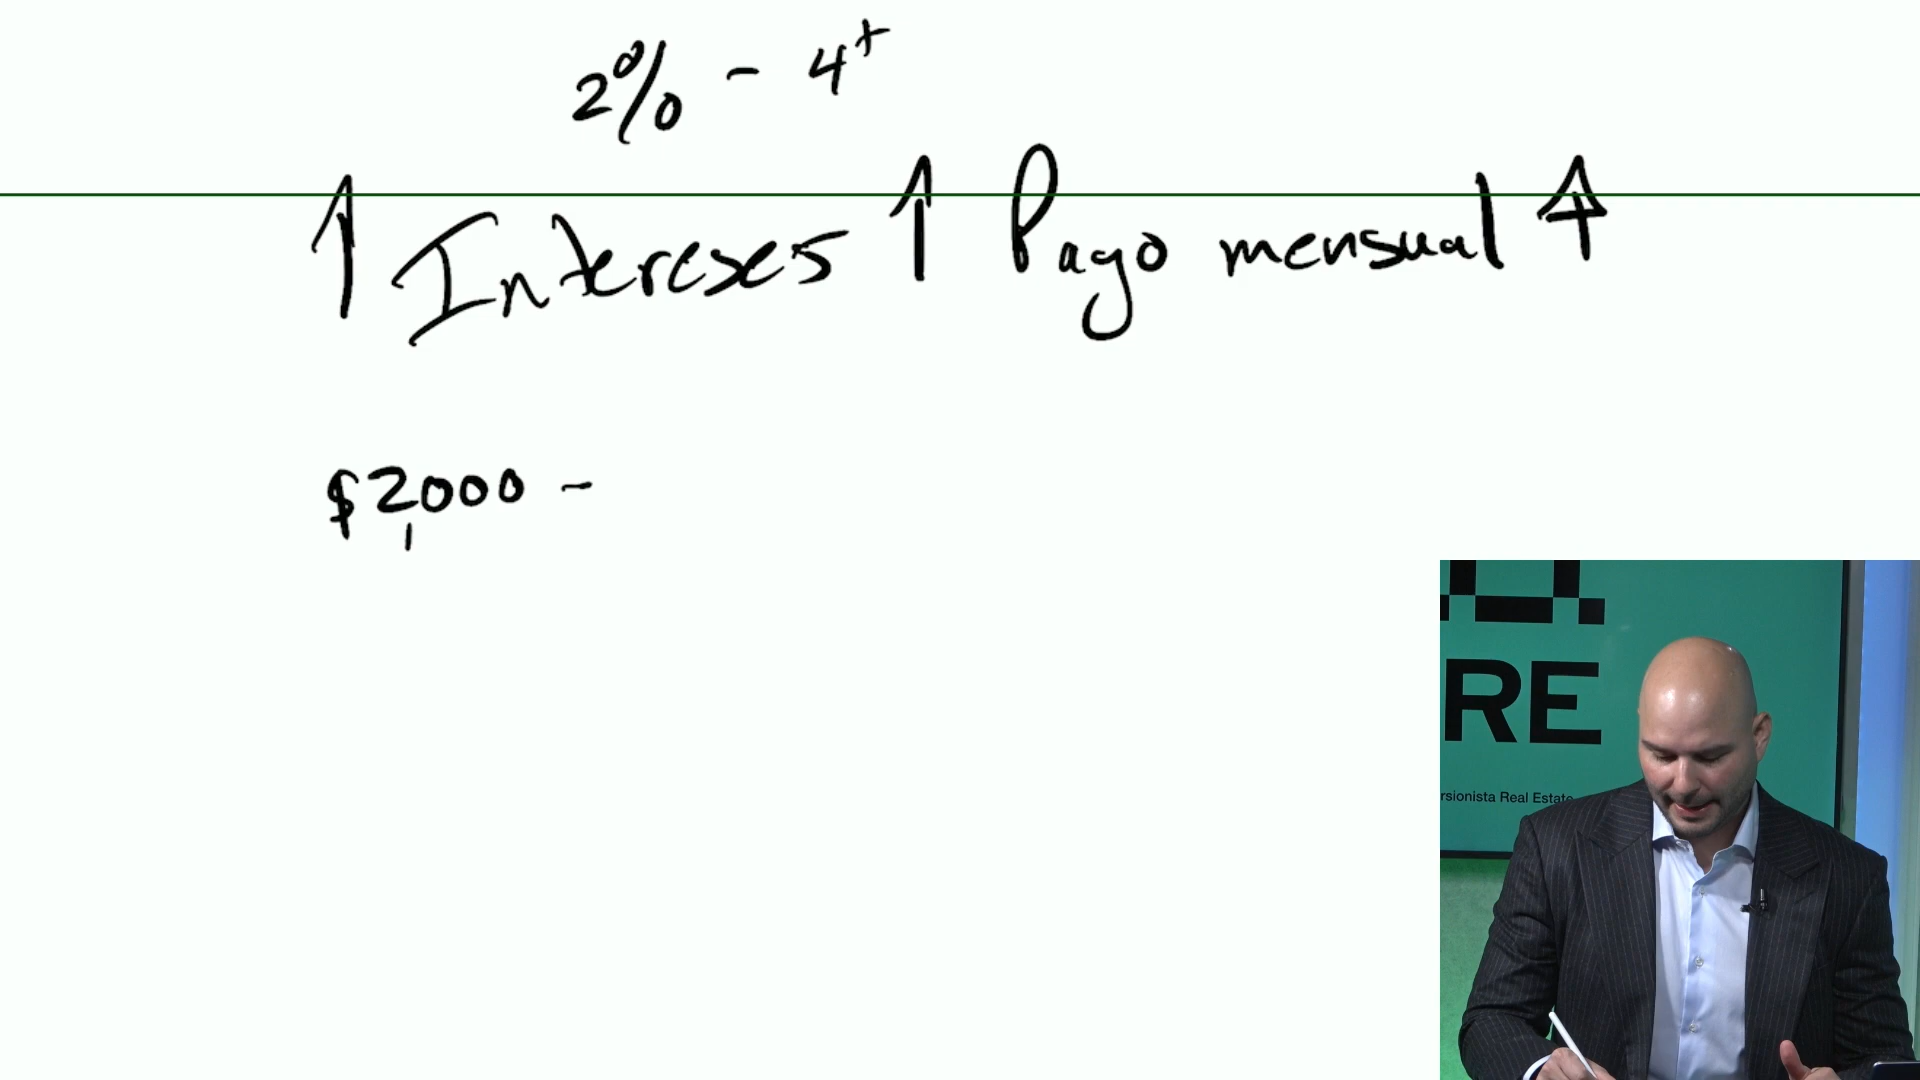 2% - 4+
↑ Intereses ↑ Pago mensual ↑
$2,000 -
RE
rsionista Real Estate